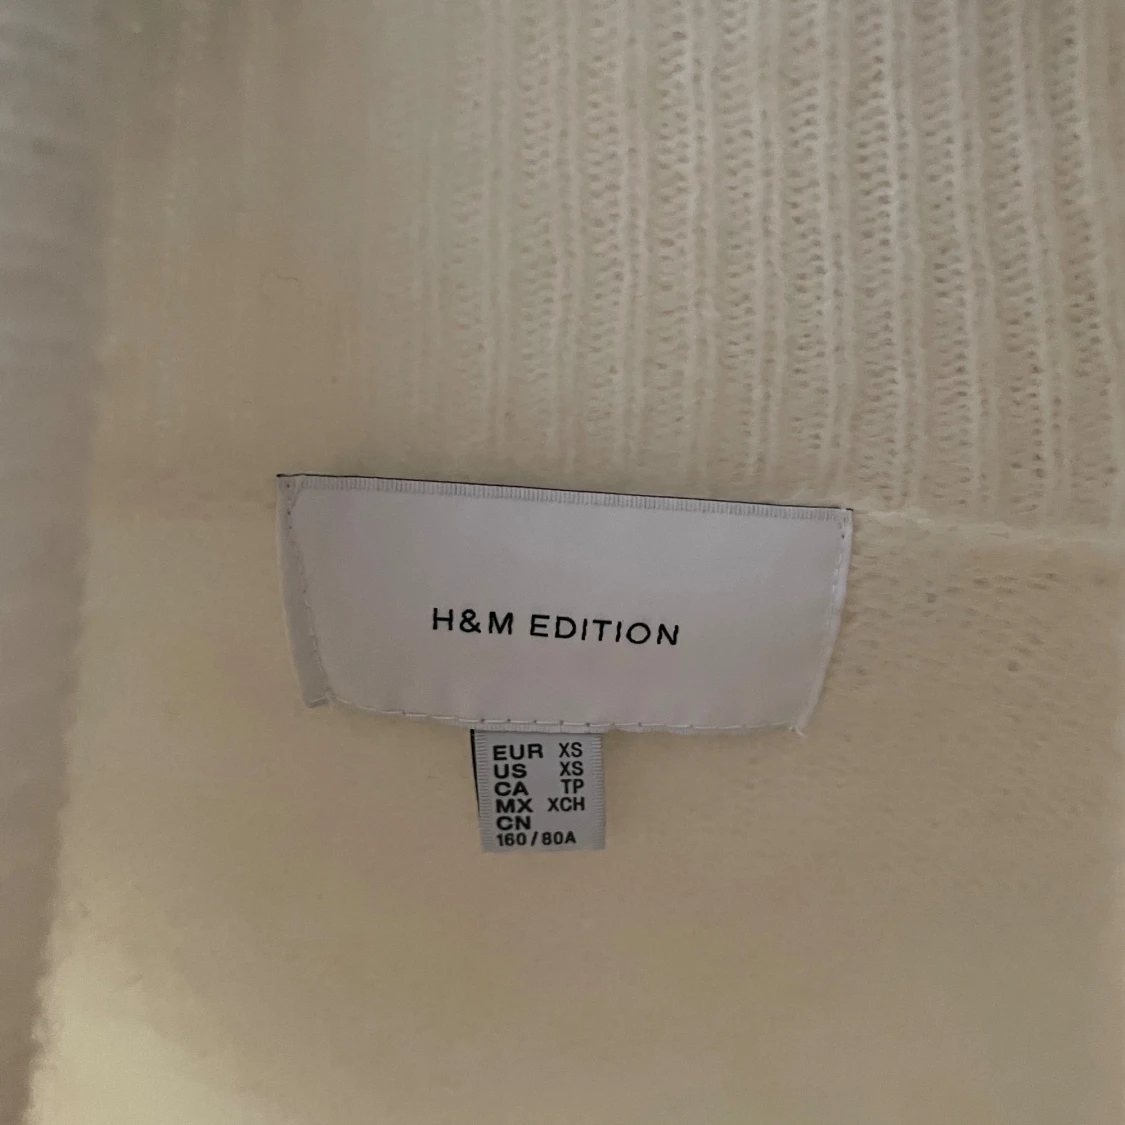 H&M EDITION
EUR XS
US XS
CA TP
MX XCH
CN
160/80A